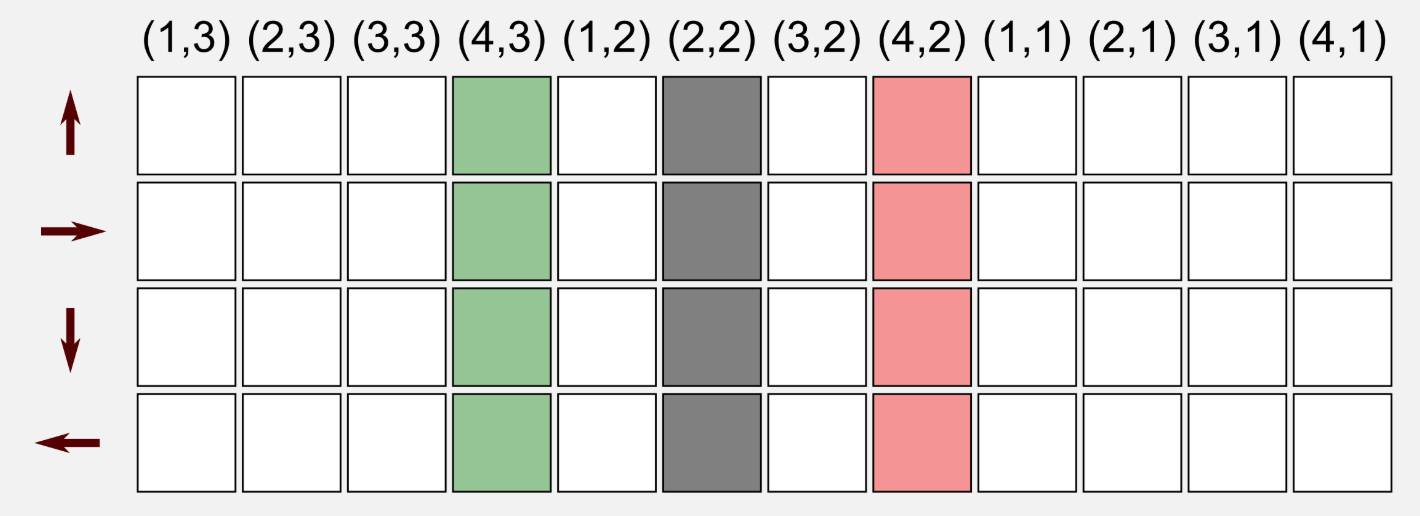 (1,3) (2,3) (3,3) (4,3) (1,2) (2,2) (3,2) (4,2) (1,1) (2,1) (3,1) (4,1)